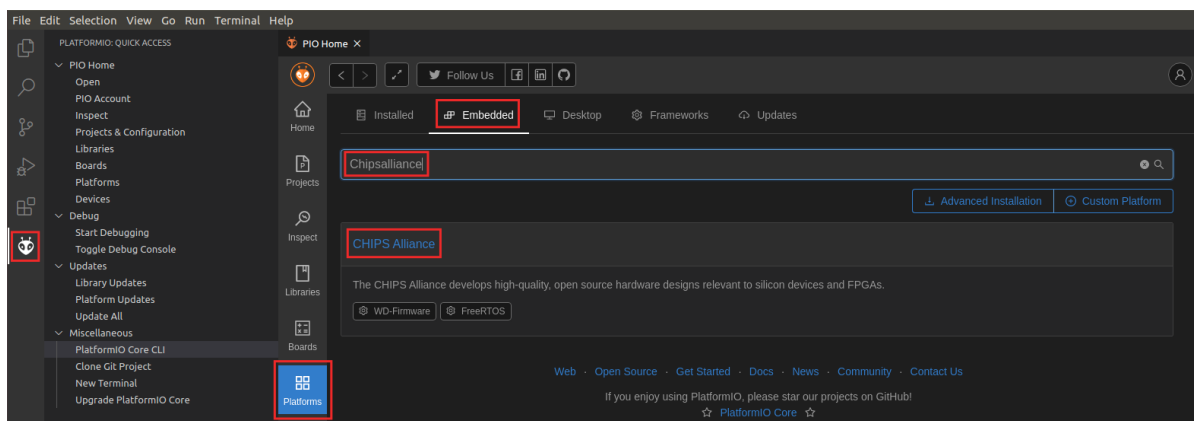 File Edit Selection View Go Run Terminal Help
PLATFORMIO: QUICK ACCESS
PIO Home
Open
PIO Account
Inspect
Projects & Configuration
Libraries
Boards
Platforms
Devices
Debug
Start Debugging
Toggle Debug Console
Updates
Library Updates
Platform Updates
Update All
Miscellaneous
PlatformIO Core CLI
Clone Git Project
New Terminal
Upgrade PlatformIO Core
PIO Home
Follow Us
Home
Projects
Inspect
Libraries
Boards
Platforms
Installed Embedded Desktop Frameworks Updates
Chipsalliance
Advanced Installation Custom Platform
CHIPS Alliance
The CHIPS Alliance develops high-quality, open source hardware designs relevant to silicon devices and FPGAs.
WD-Firmware FreeRTOS
Web · Open Source · Get Started · Docs · News · Community · Contact Us
If you enjoy using PlatformIO, please star our projects on GitHub!
PlatformIO Core